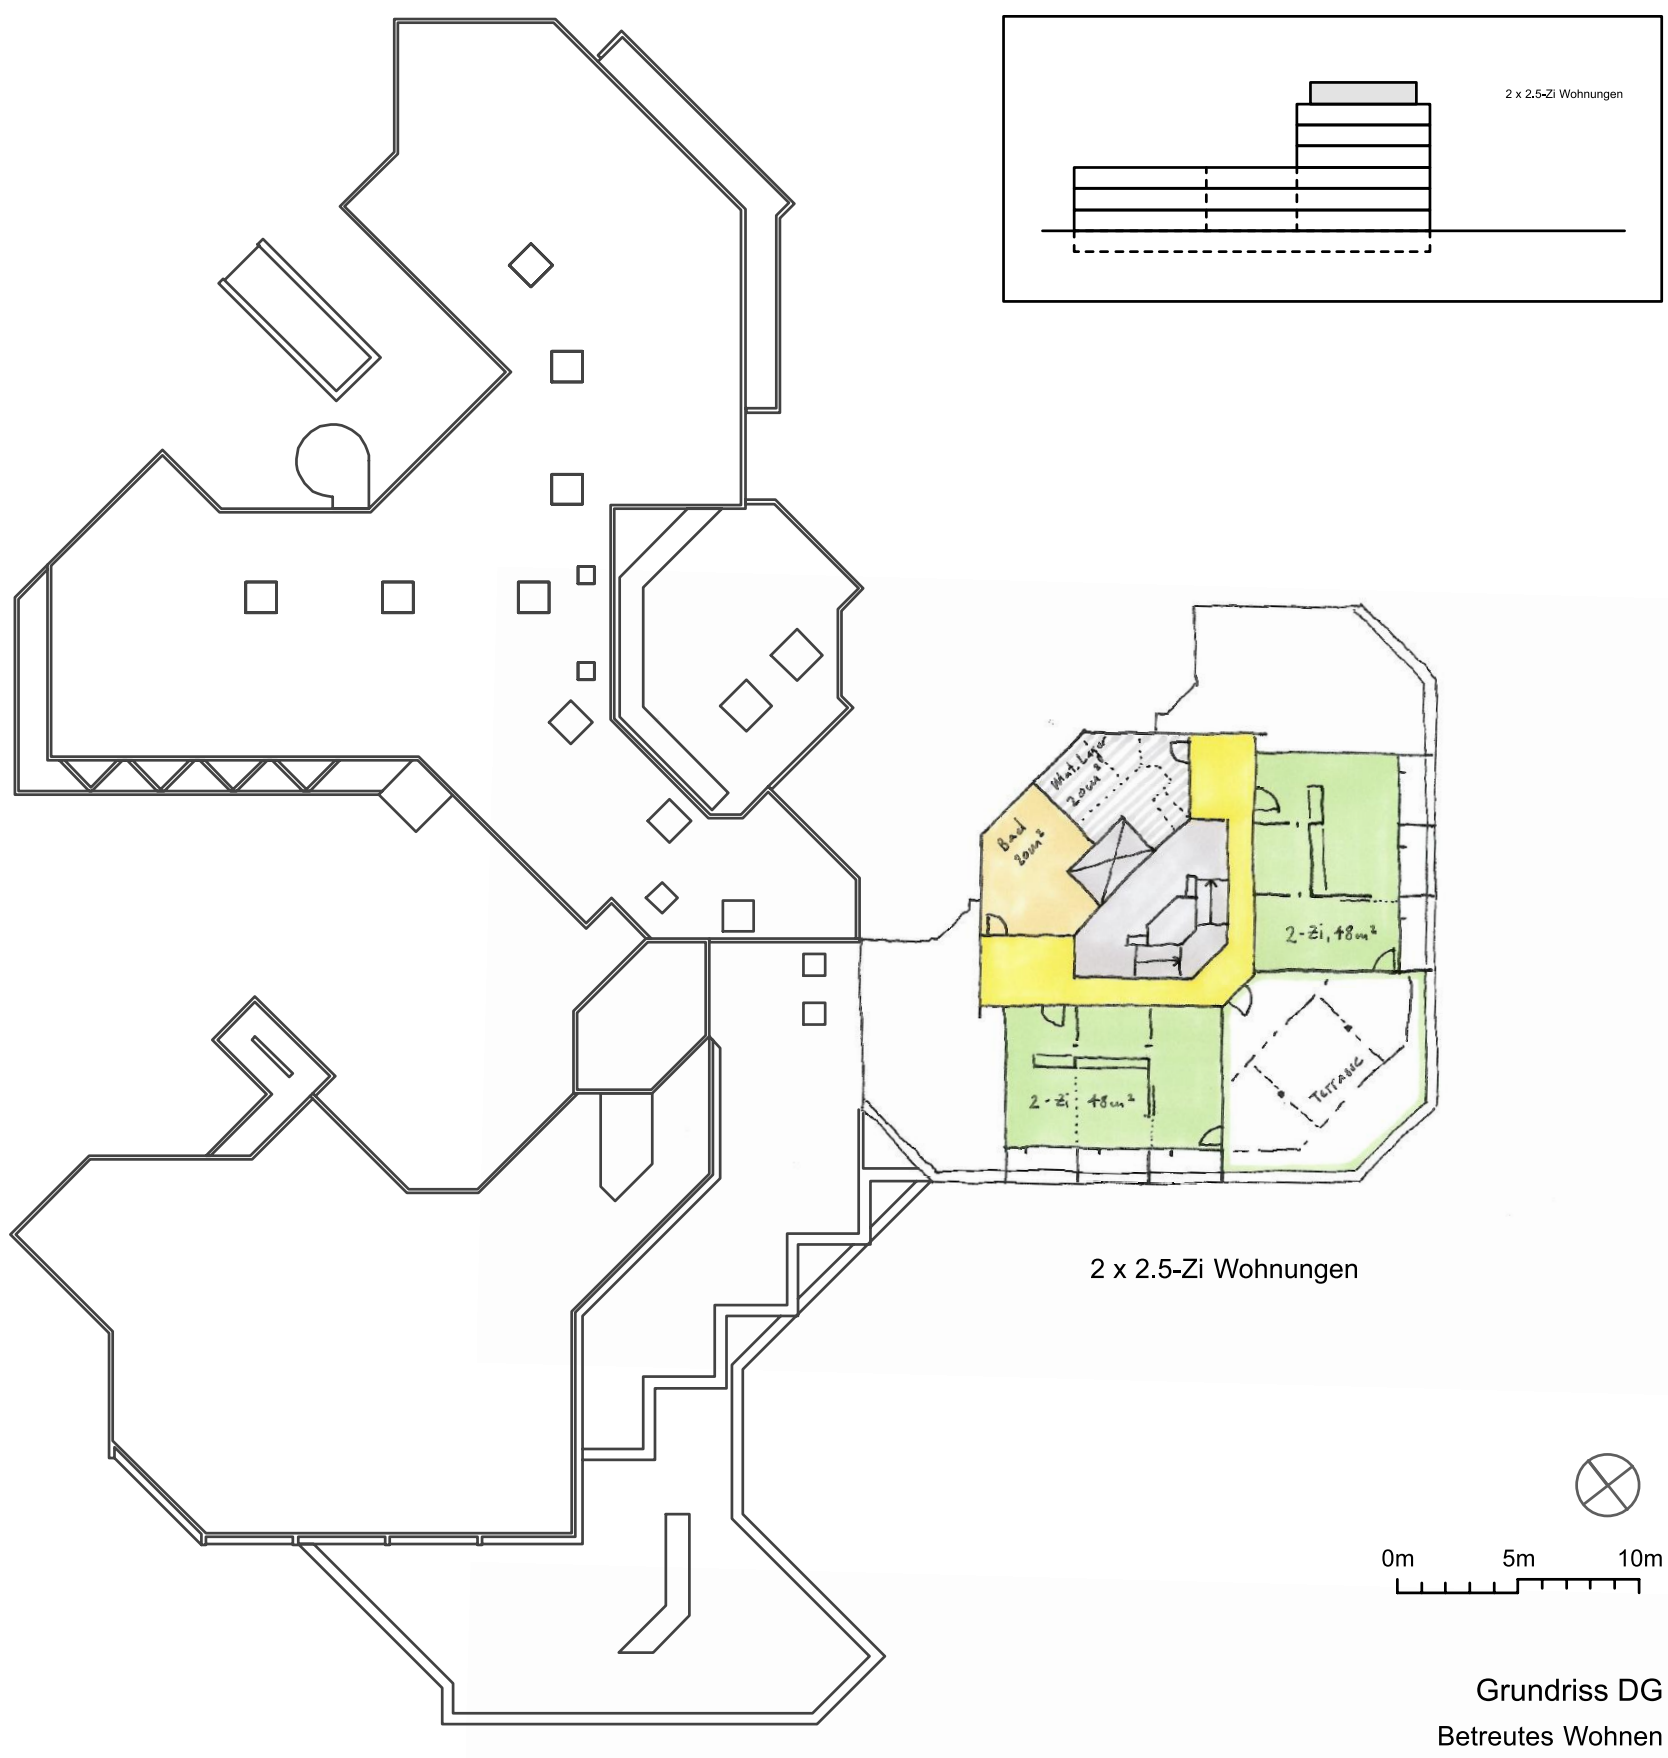 2 x 2.5-Zi Wohnungen
Mat.Lager
20m²
Bad
20m²
2-Zi, 48m²
Terrasse
2-Zi 48m²
2 x 2.5-Zi Wohnungen
0m 5m 10m
Grundriss DG
Betreutes Wohnen